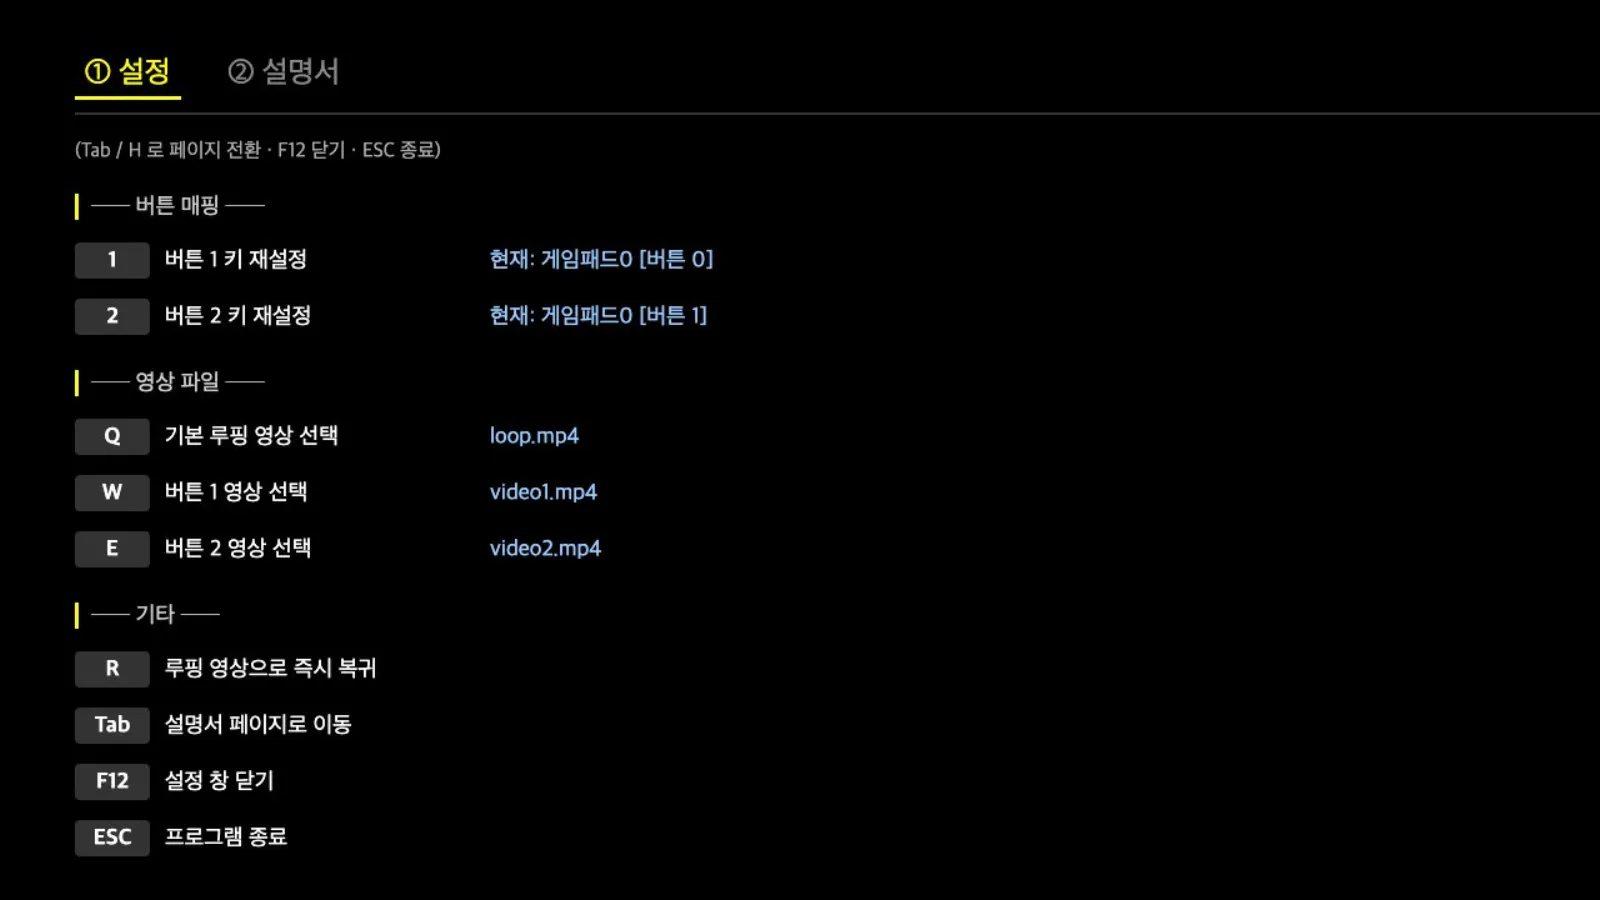 ① 설정 ② 설명서
(Tab / H 로 페이지 전환 · F12 닫기 · ESC 종료)
── 버튼 매핑 ──
1 버튼 1 키 재설정 현재: 게임패드0 [버튼 0]
2 버튼 2 키 재설정 현재: 게임패드0 [버튼 1]
── 영상 파일 ──
Q 기본 루핑 영상 선택 loop.mp4
W 버튼 1 영상 선택 video1.mp4
E 버튼 2 영상 선택 video2.mp4
── 기타 ──
R 루핑 영상으로 즉시 복귀
Tab 설명서 페이지로 이동
F12 설정 창 닫기
ESC 프로그램 종료